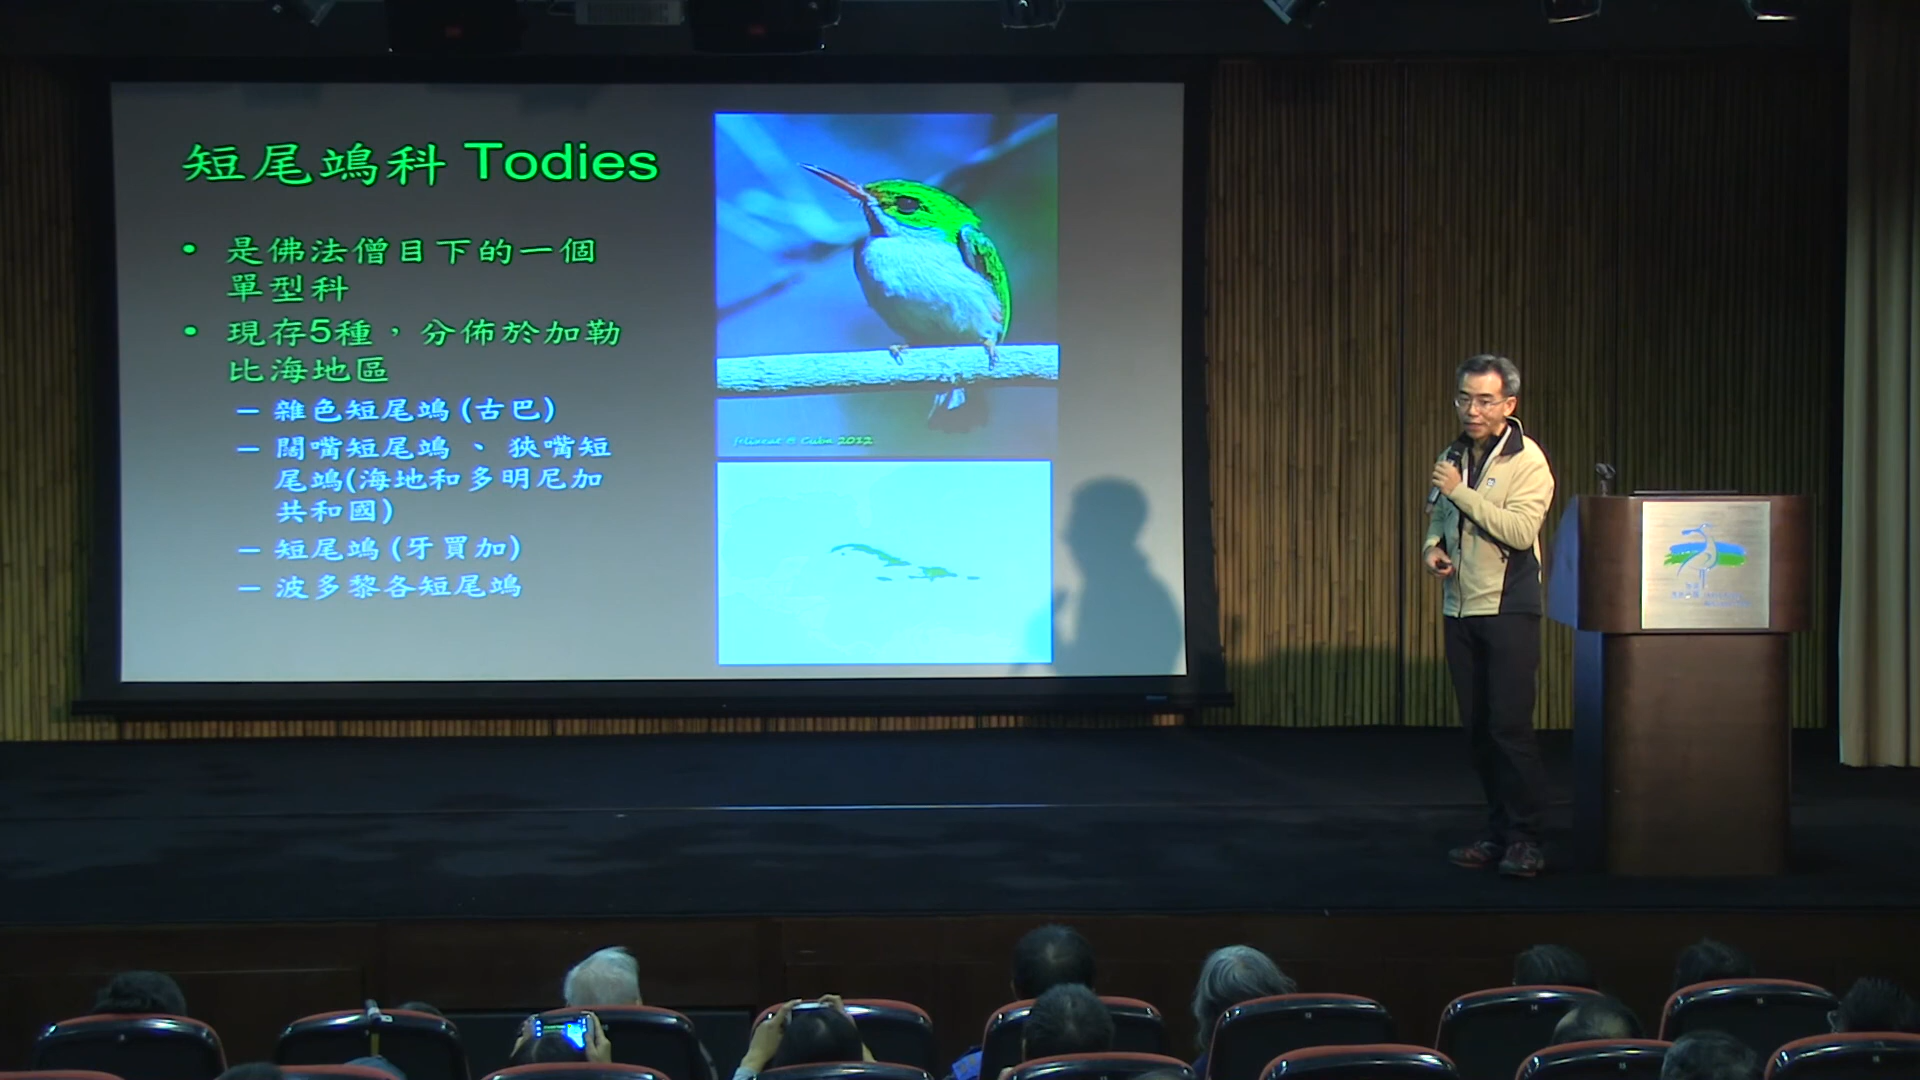 短尾鴗科 Todies
• 是佛法僧目下的一個
單型科
• 現存5種，分佈於加勒
比海地區
– 雜色短尾鴗 (古巴)
– 闊嘴短尾鴗 、 狹嘴短
尾鴗(海地和多明尼加
共和國)
– 短尾鴗 (牙買加)
– 波多黎各短尾鴗
Cuba 2012